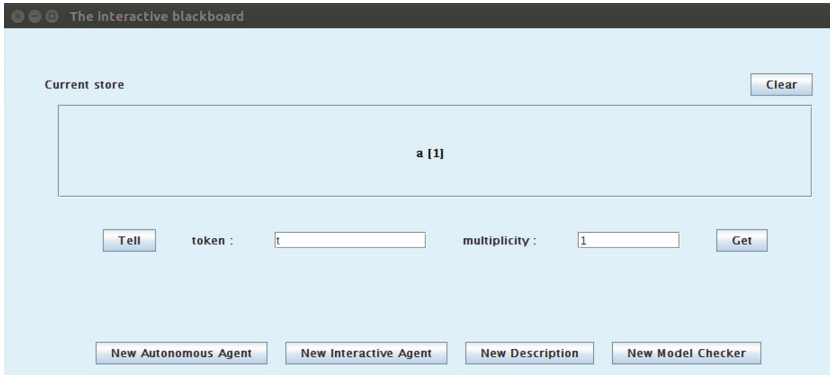 The interactive blackboard
Current store Clear
a [1]
Tell token : t multiplicity : 1 Get
New Autonomous Agent New Interactive Agent New Description New Model Checker